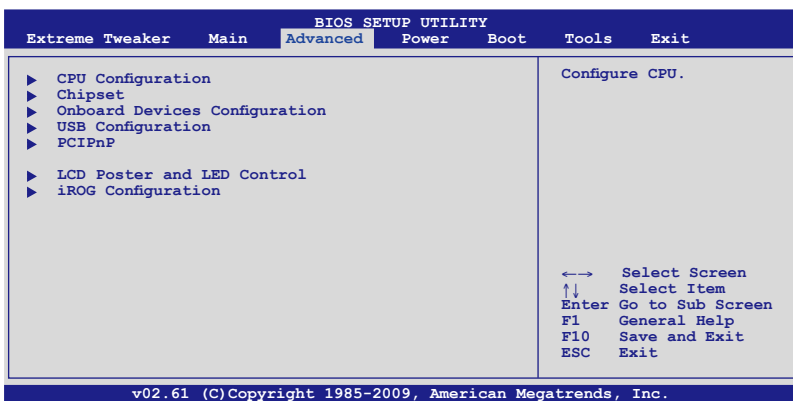 BIOS SETUP UTILITY
Extreme Tweaker Main Advanced Power Boot Tools Exit
CPU Configuration
Chipset
Onboard Devices Configuration
USB Configuration
PCIPnP
LCD Poster and LED Control
iROG Configuration
Configure CPU.
←→ Select Screen
↑↓ Select Item
Enter Go to Sub Screen
F1 General Help
F10 Save and Exit
ESC Exit
v02.61 (C)Copyright 1985-2009, American Megatrends, Inc.